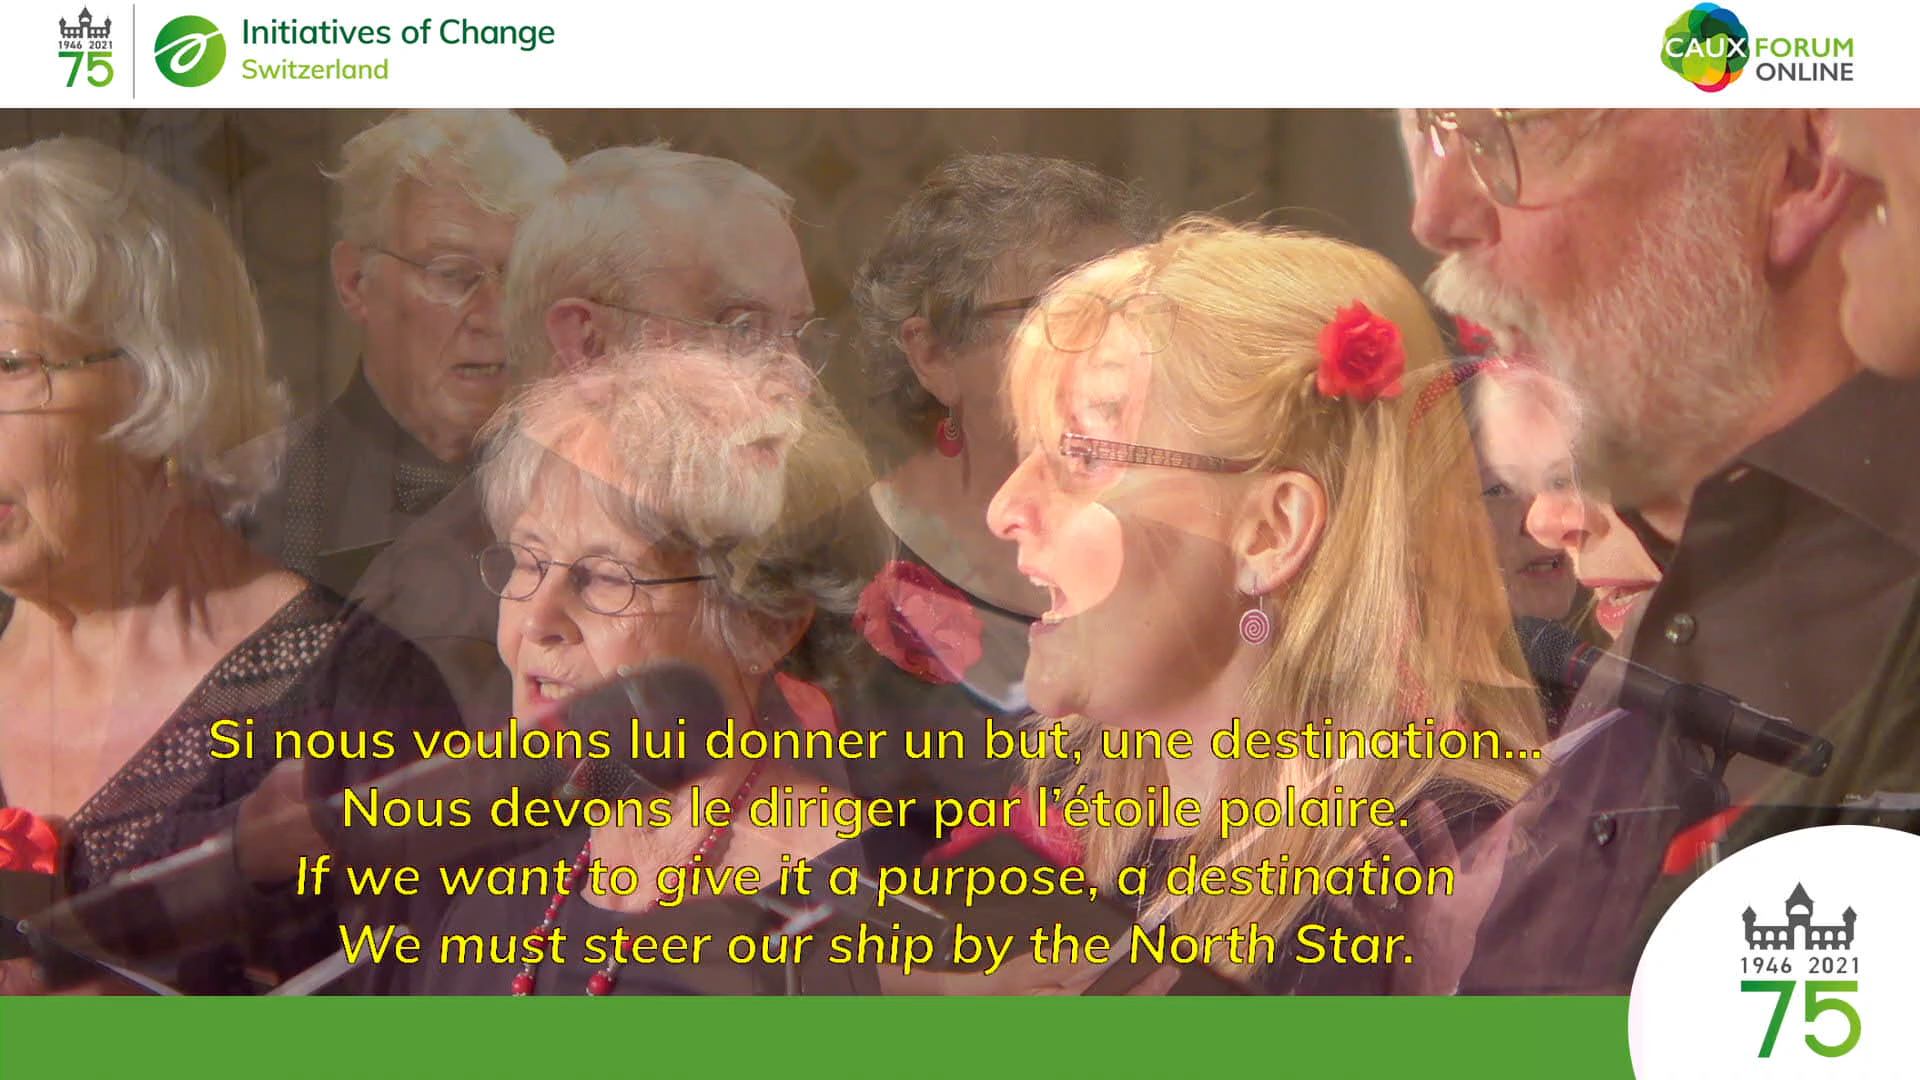 1946 2021
75
Initiatives of Change
Switzerland
CAUX FORUM
ONLINE
Si nous voulons lui donner un but, une destination...
Nous devons le diriger par l'étoile polaire.
If we want to give it a purpose, a destination
We must steer our ship by the North Star.
1946 2021
75